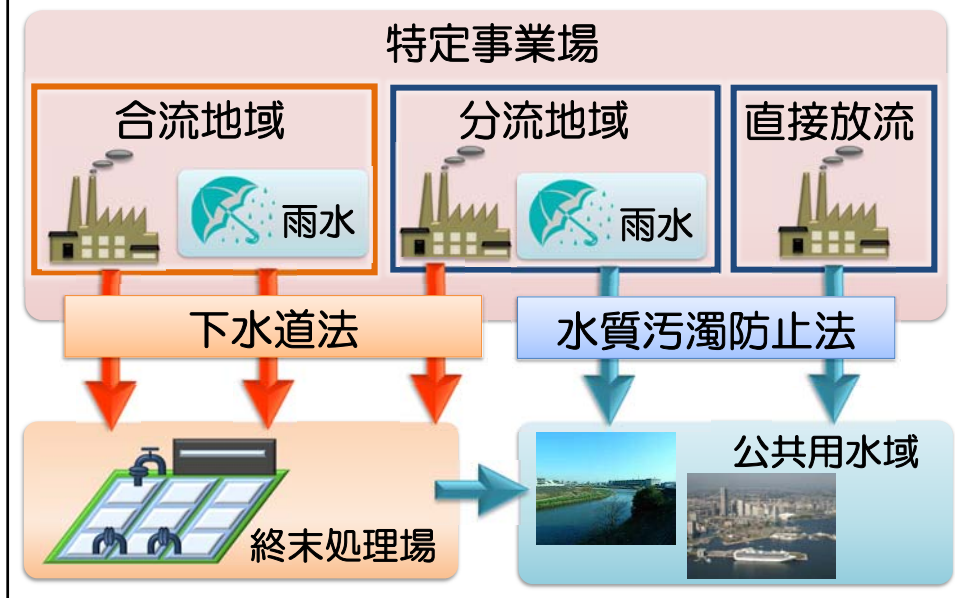 特定事業場
合流地域
分流地域
直接放流
雨水
雨水
下水道法
水質汚濁防止法
公共用水域
終末処理場